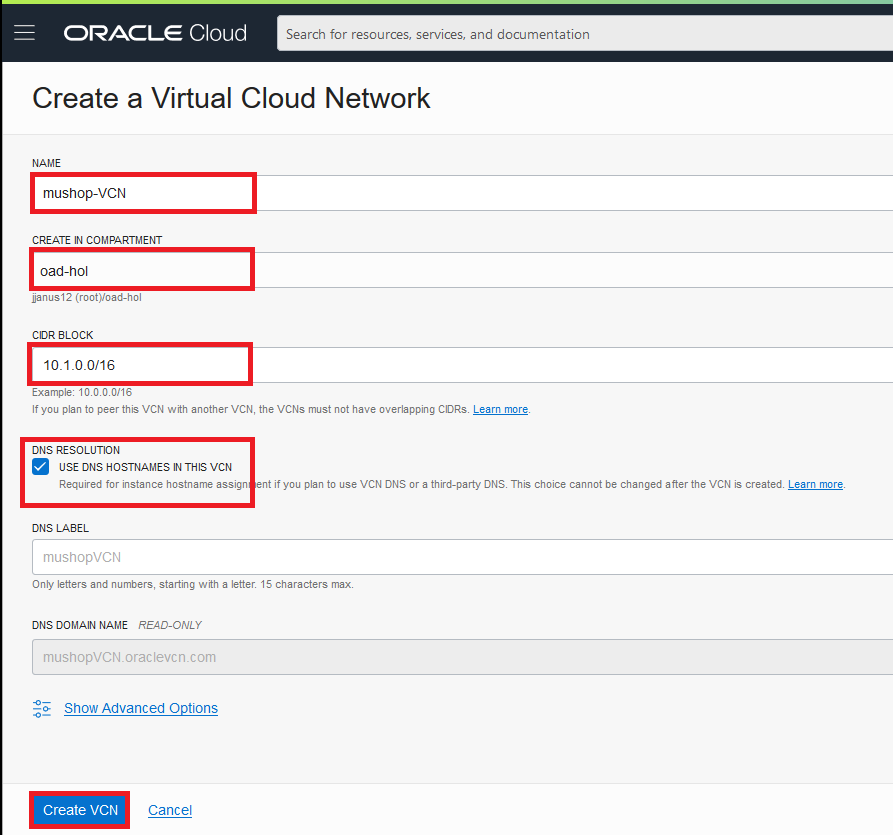 ORACLE Cloud
Search for resources, services, and documentation
Create a Virtual Cloud Network
NAME
mushop-VCN
CREATE IN COMPARTMENT
oad-hol
jjanus12 (root)/oad-hol
CIDR BLOCK
10.1.0.0/16
Example: 10.0.0.0/16
If you plan to peer this VCN with another VCN, the VCNs must not have overlapping CIDRs. Learn more.
DNS RESOLUTION
USE DNS HOSTNAMES IN THIS VCN
Required for instance hostname assignment if you plan to use VCN DNS or a third-party DNS. This choice cannot be changed after the VCN is created. Learn more.
DNS LABEL
mushopVCN
Only letters and numbers, starting with a letter. 15 characters max.
DNS DOMAIN NAME READ-ONLY
mushopVCN.oraclevcn.com
Show Advanced Options
Create VCN Cancel